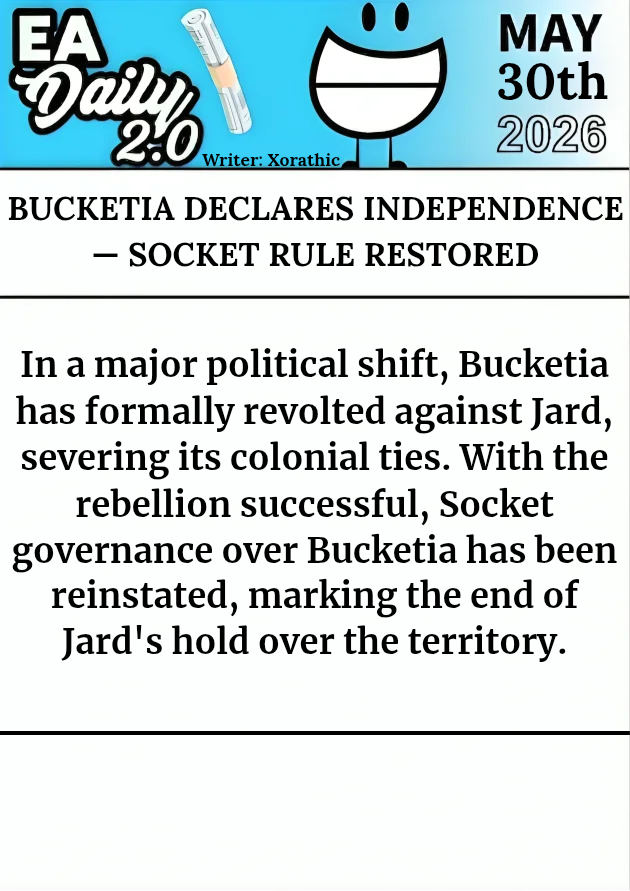 EA
Daily
2.0
Writer: Xorathic
MAY
30th
2026
BUCKETIA DECLARES INDEPENDENCE
— SOCKET RULE RESTORED
In a major political shift, Bucketia
has formally revolted against Jard,
severing its colonial ties. With the
rebellion successful, Socket
governance over Bucketia has been
reinstated, marking the end of
Jard's hold over the territory.